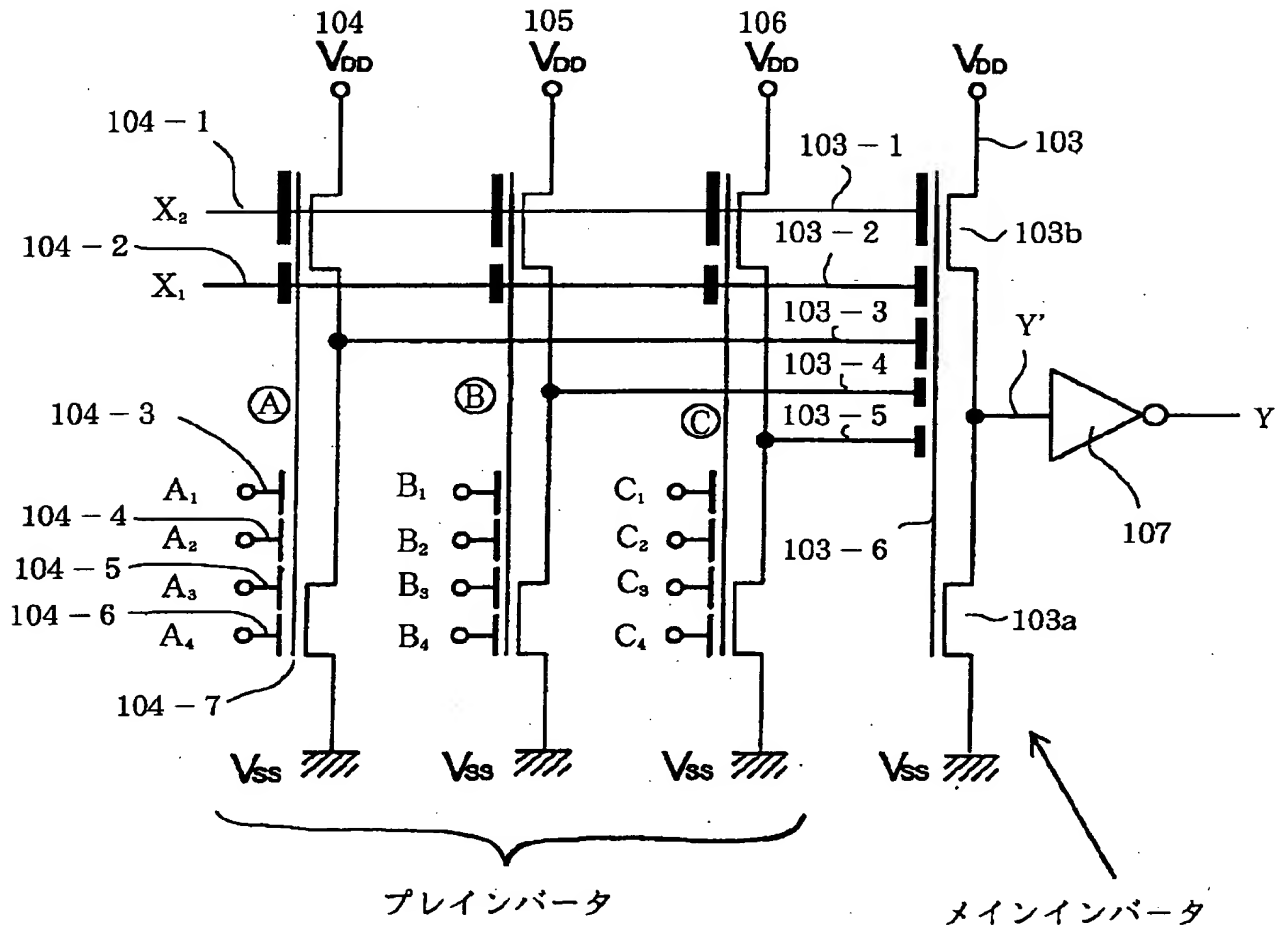 104
105
106
VDD
VDD
VDD
VDD
104-1
103-1
103
X₂
103-2
103b
104-2
X₁
103-3
Y'
103-4
Ⓐ
Ⓑ
Ⓒ
103-5
Y
104-3
A₁
B₁
C₁
104-4
A₂
B₂
C₂
107
103-6
104-5
A₃
B₃
C₃
104-6
A₄
B₄
C₄
103a
104-7
VSS
VSS
VSS
VSS
プレインバータ
メインインバータ